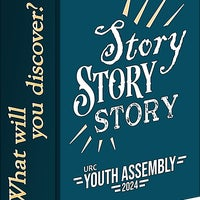 What will
you discover?
Story
STORY
STORY
URC
YOUTH ASSEMBLY
2024